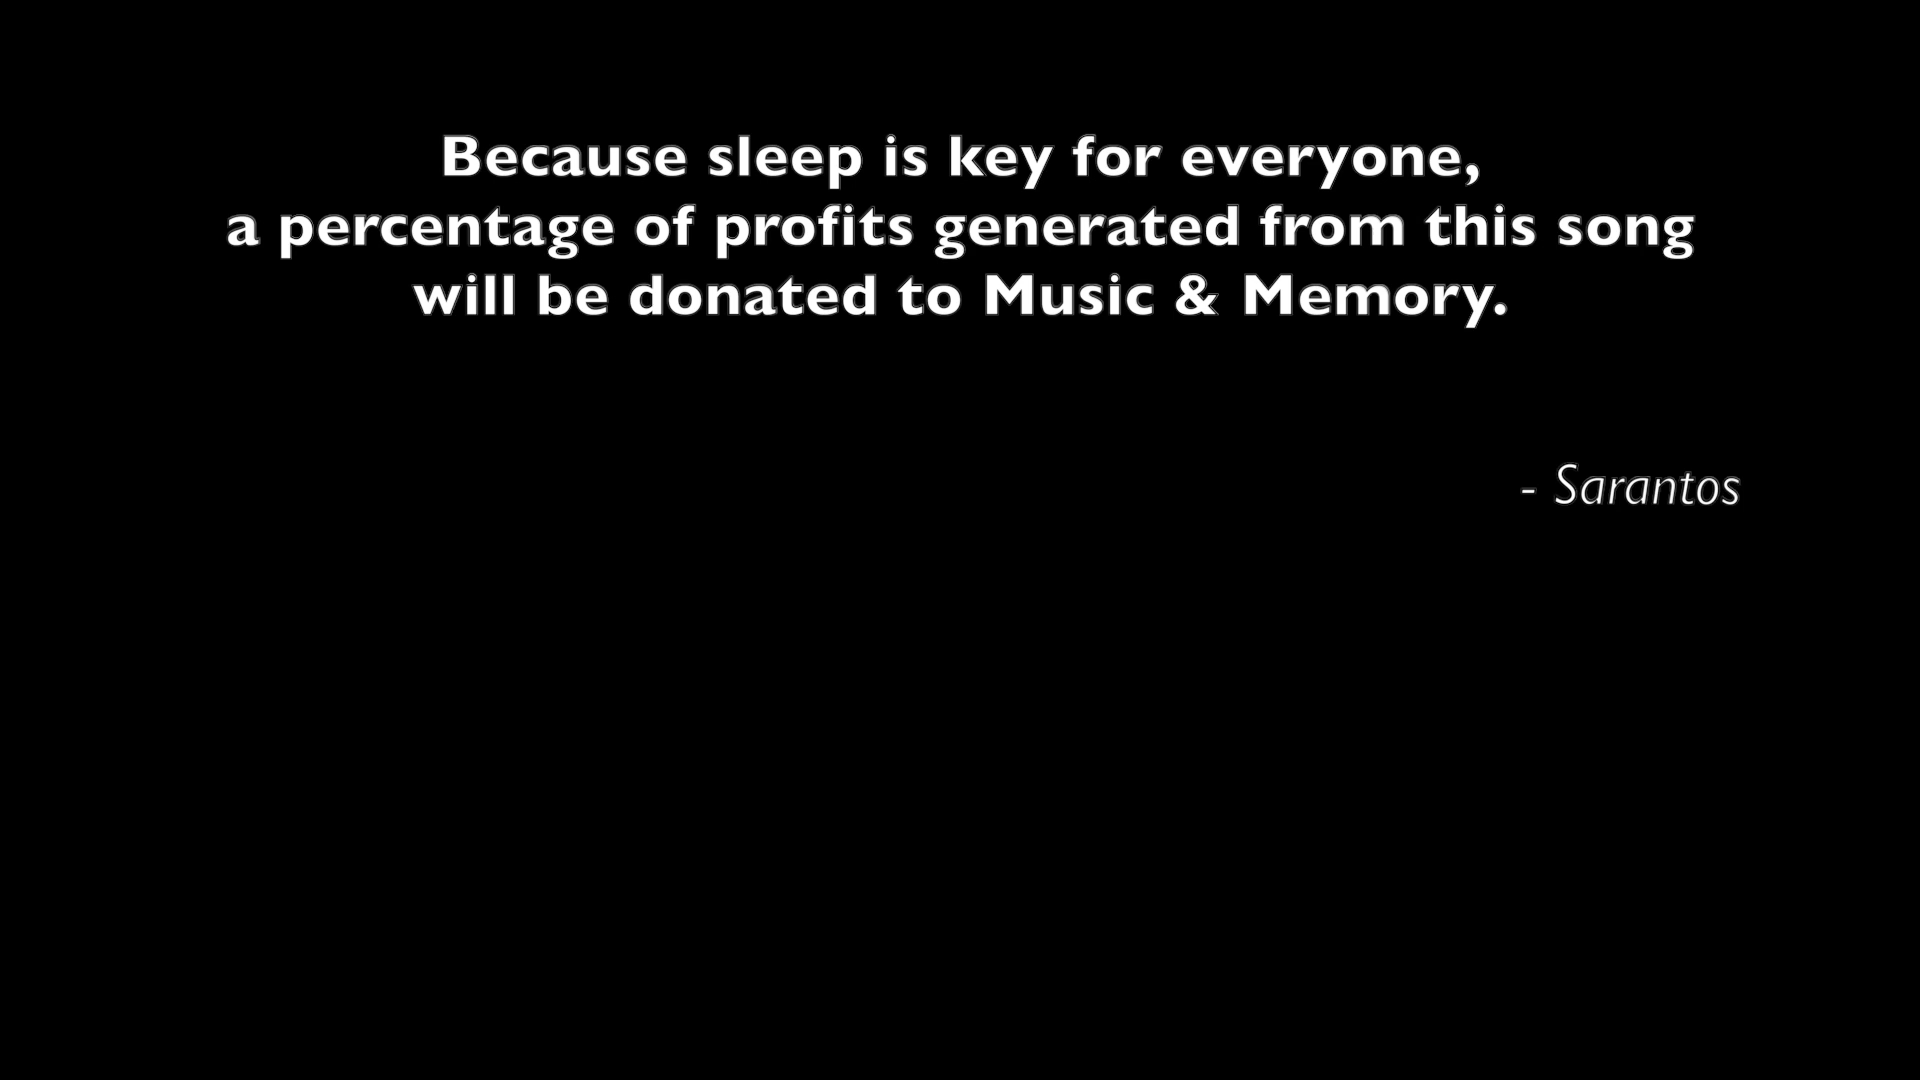 Because sleep is key for everyone,
a percentage of profits generated from this song
will be donated to Music & Memory.
- Sarantos